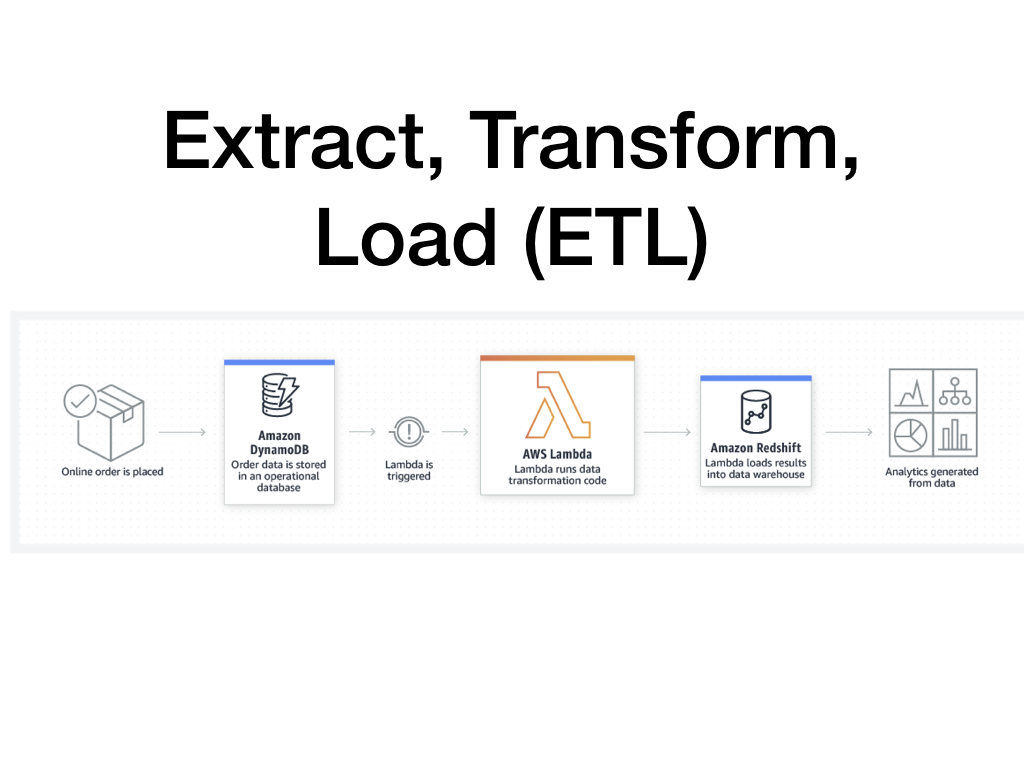 Extract, Transform,
Load (ETL)
Online order is placed
Amazon
DynamoDB
Order data is stored
in an operational
database
Lambda is
triggered
AWS Lambda
Lambda runs data
transformation code
Amazon Redshift
Lambda loads results
into data warehouse
Analytics generated
from data